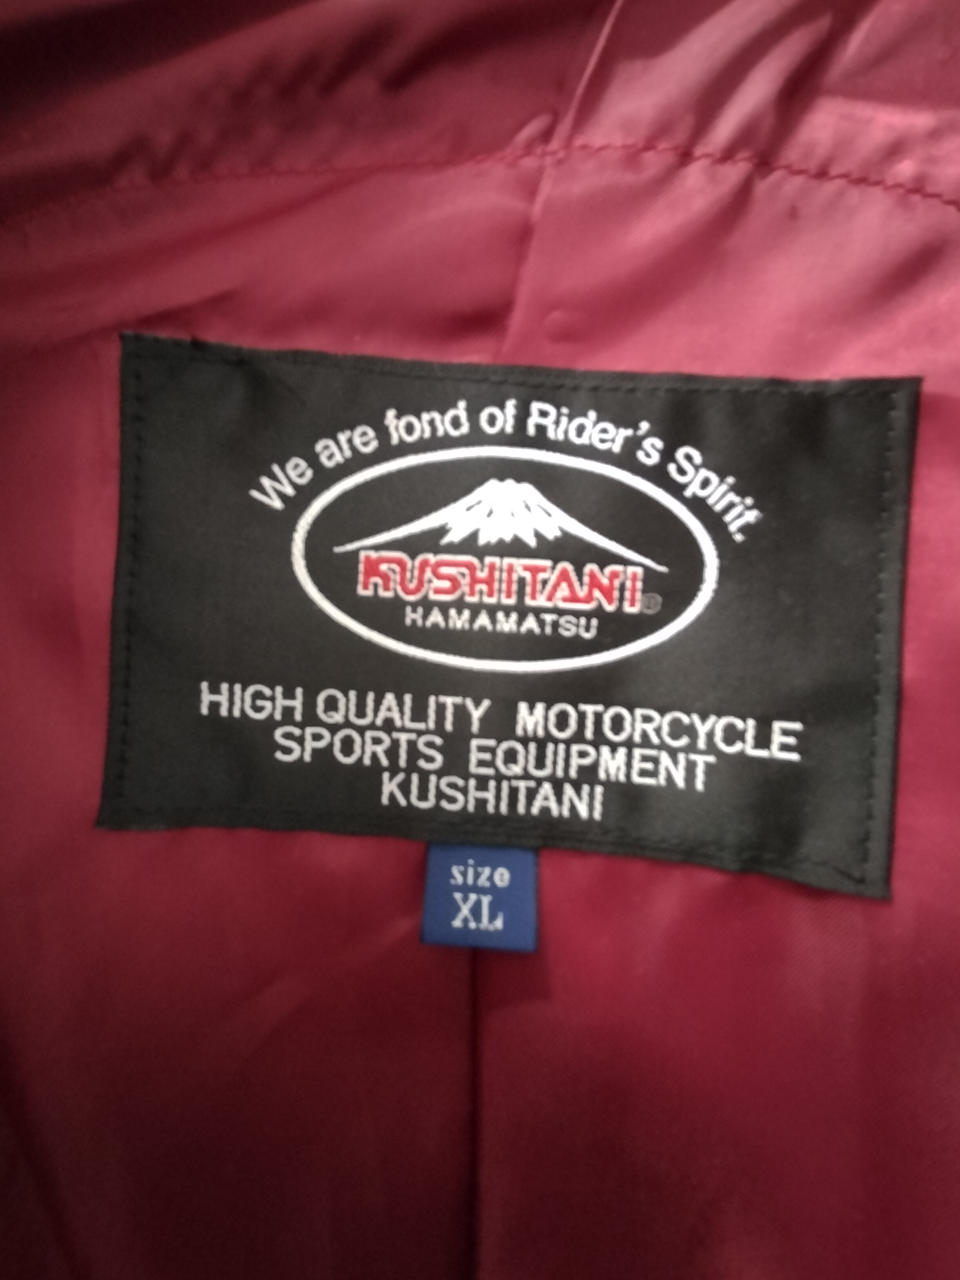 We are fond of Rider's Spirit.
KUSHITANI®
HAMAMATSU
HIGH QUALITY MOTORCYCLE
SPORTS EQUIPMENT
KUSHITANI
size
XL